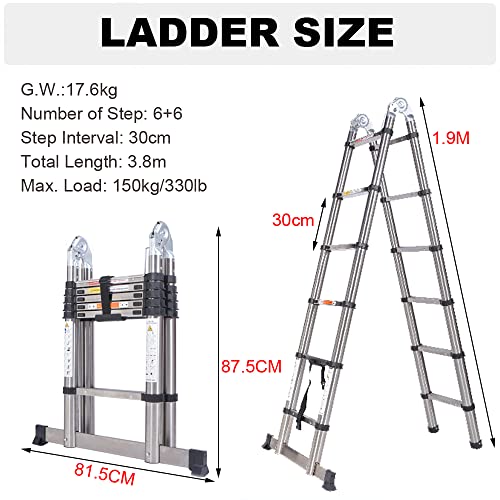 LADDER SIZE
G.W.:17.6kg
Number of Step: 6+6
Step Interval: 30cm
Total Length: 3.8m
Max. Load: 150kg/330lb
1.9M
30cm
87.5CM
81.5CM